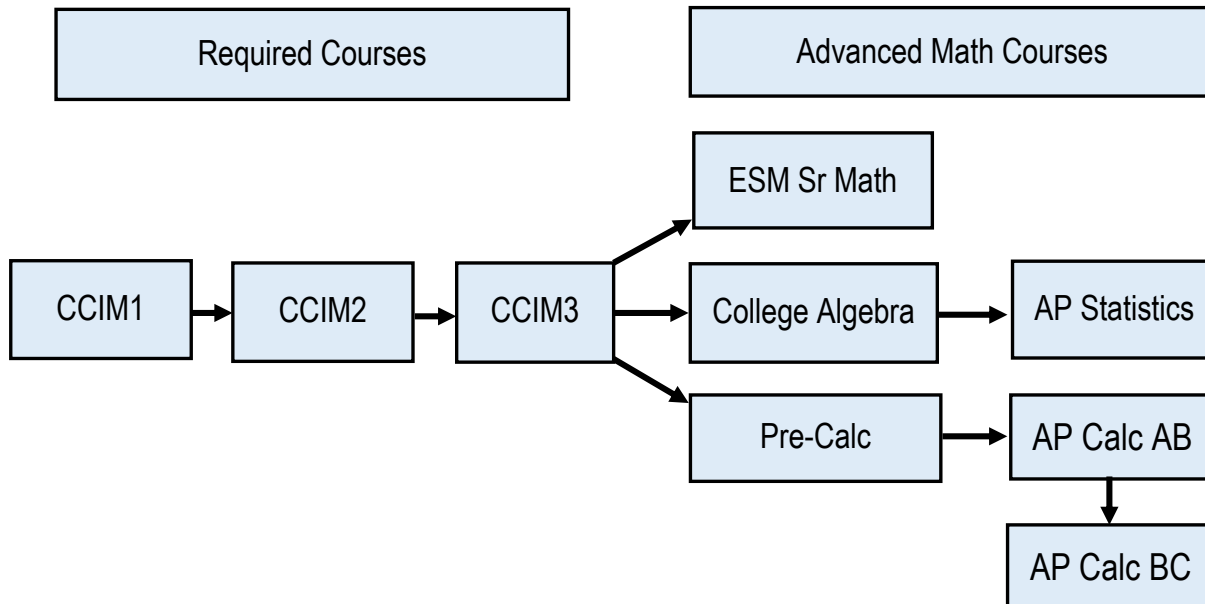 Required Courses
Advanced Math Courses
ESM Sr Math
CCIM1
CCIM2
CCIM3
College Algebra
AP Statistics
Pre-Calc
AP Calc AB
AP Calc BC